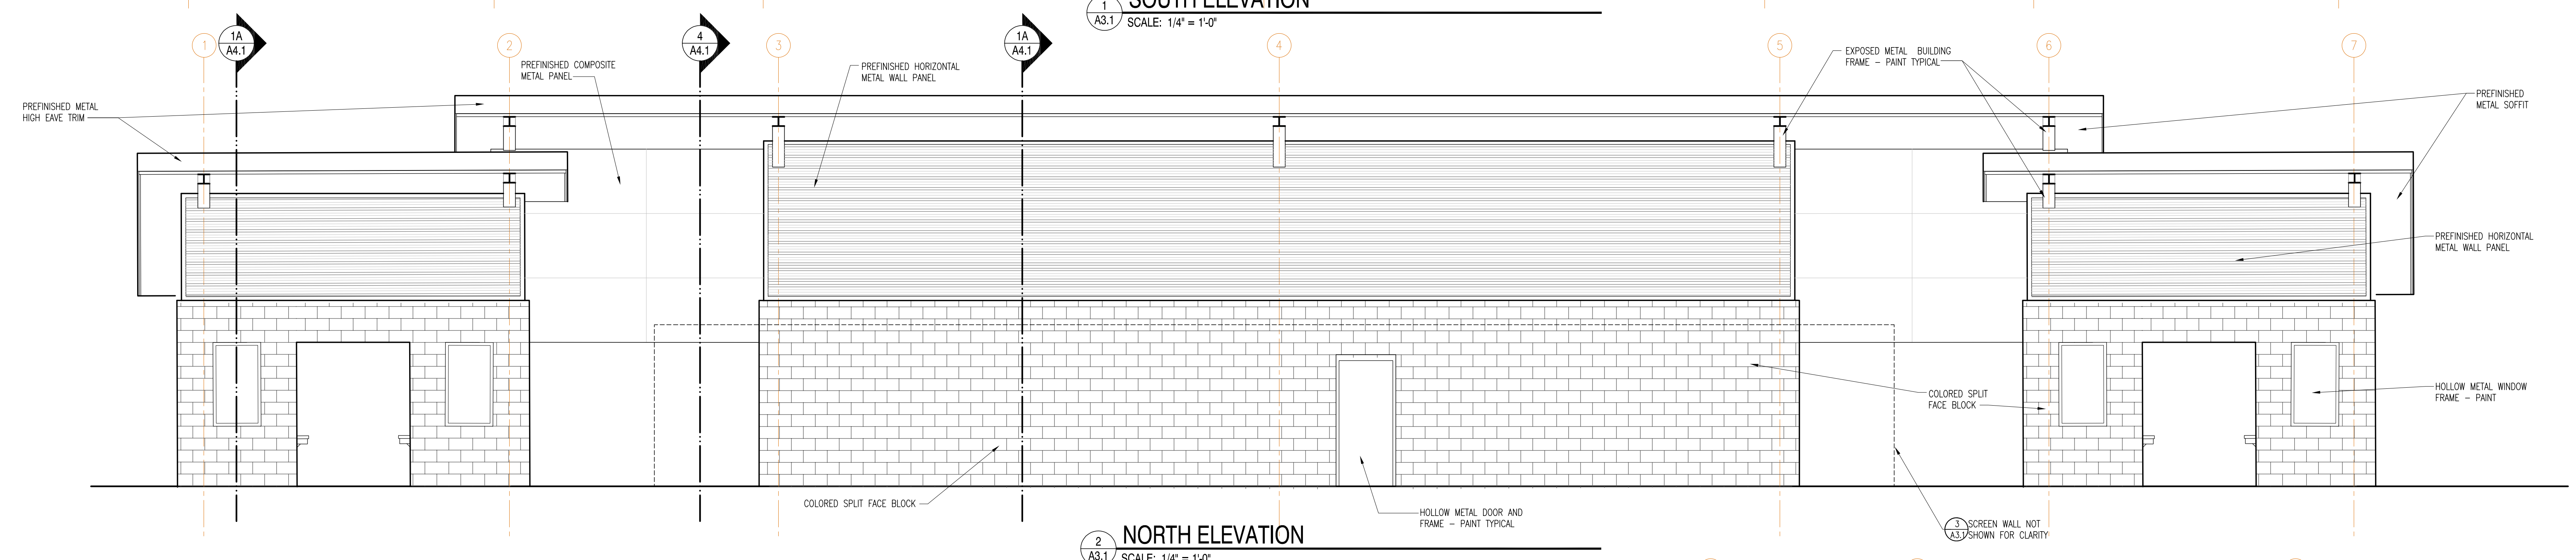 1
A3.1
SOUTH ELEVATION
SCALE: 1/4" = 1'-0"
1
1A
A4.1
2
4
A4.1
3
1A
A4.1
4
5
6
7
PREFINISHED METAL
HIGH EAVE TRIM
PREFINISHED COMPOSITE
METAL PANEL
PREFINISHED HORIZONTAL
METAL WALL PANEL
EXPOSED METAL BUILDING
FRAME – PAINT TYPICAL
PREFINISHED
METAL SOFFIT
PREFINISHED HORIZONTAL
METAL WALL PANEL
COLORED SPLIT
FACE BLOCK
HOLLOW METAL WINDOW
FRAME – PAINT
COLORED SPLIT FACE BLOCK
HOLLOW METAL DOOR AND
FRAME – PAINT TYPICAL
3
A3.1
SCREEN WALL NOT
SHOWN FOR CLARITY
2
A3.1
NORTH ELEVATION
SCALE: 1/4" = 1'-0"